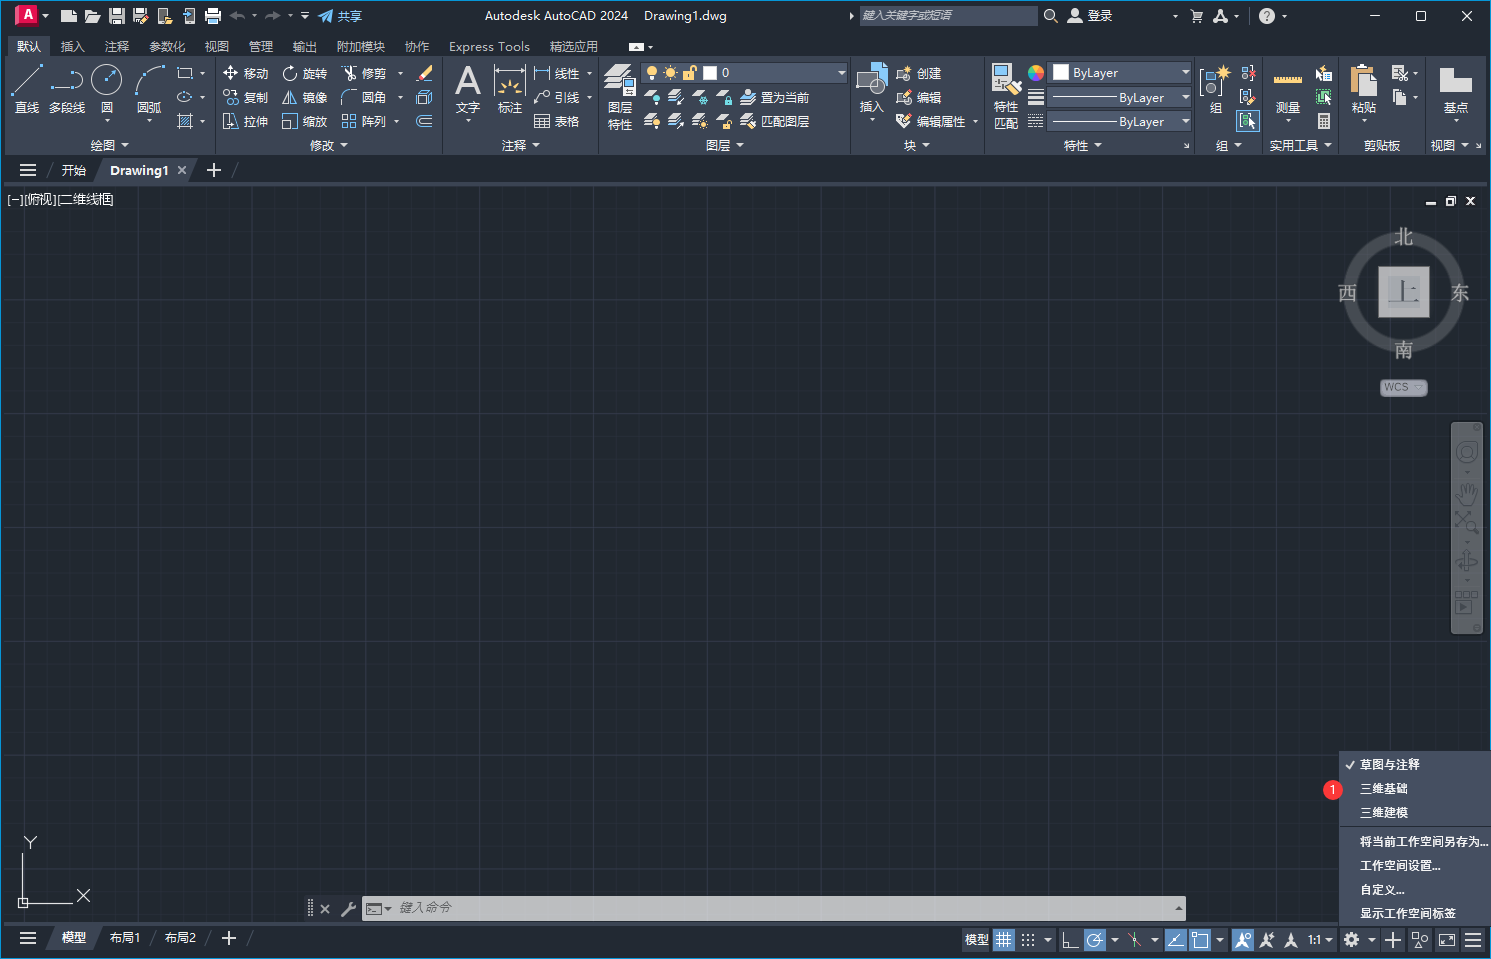 A 共享 Autodesk AutoCAD 2024 Drawing1.dwg 键入关键字或短语 登录
默认 插入 注释 参数化 视图 管理 输出 附加模块 协作 Express Tools 精选应用
直线 多段线 圆 圆弧
移动 旋转 修剪
复制 镜像 圆角
拉伸 缩放 阵列
文字 标注
线性
引线
表格
图层
特性
0
置为当前
匹配图层
插入
创建
编辑
编辑属性
特性
匹配
ByLayer
ByLayer
ByLayer
组
测量
粘贴
基点
绘图 修改 注释 图层 块 特性 组 实用工具 剪贴板 视图
开始 Drawing1
[−][俯视][二维线框]
北
西 上 东
南
WCS
草图与注释
1 三维基础
三维建模
将当前工作空间另存为...
工作空间设置...
自定义...
显示工作空间标签
Y
X
键入命令
模型 布局1 布局2
模型 1:1